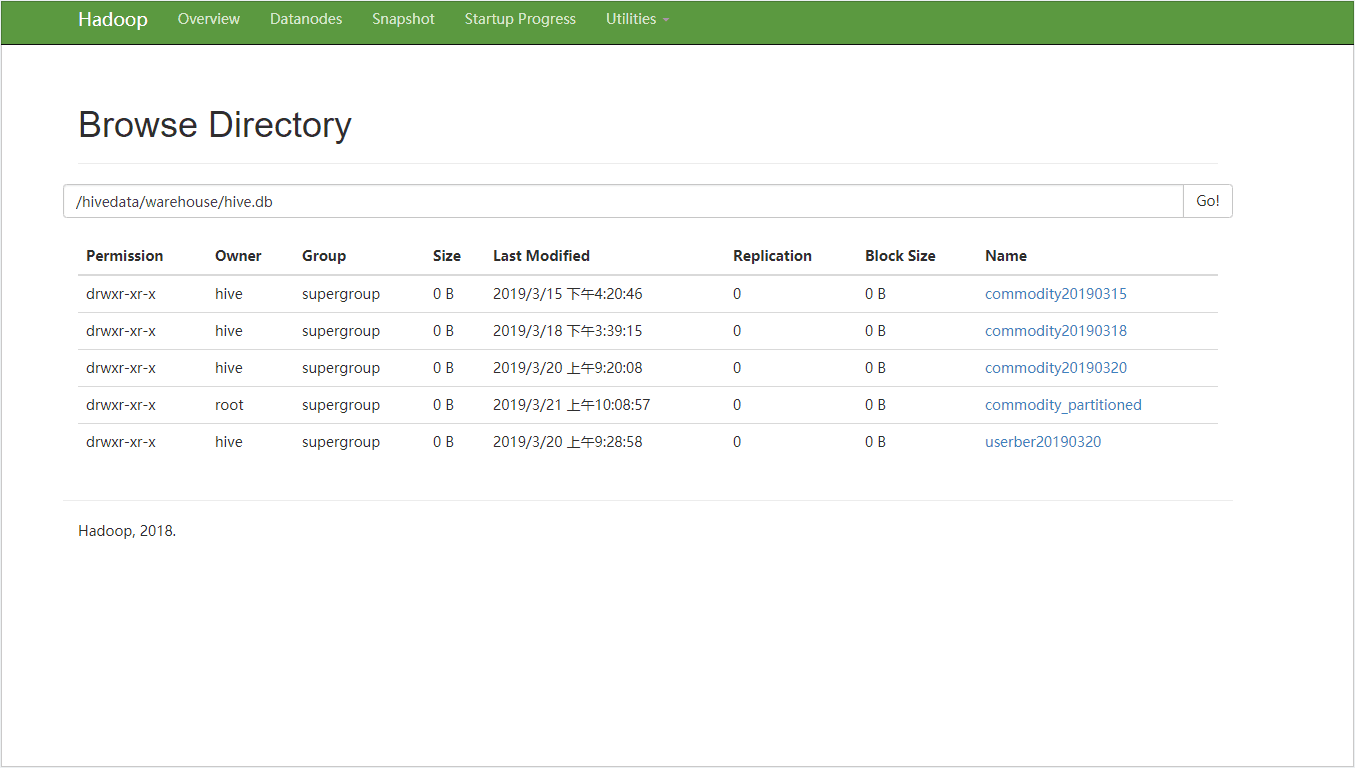 Hadoop Overview Datanodes Snapshot Startup Progress Utilities
Browse Directory
/hivedata/warehouse/hive.db Go!
Permission Owner Group Size Last Modified Replication Block Size Name
drwxr-xr-x hive supergroup 0 B 2019/3/15 下午4:20:46 0 0 B commodity20190315
drwxr-xr-x hive supergroup 0 B 2019/3/18 下午3:39:15 0 0 B commodity20190318
drwxr-xr-x hive supergroup 0 B 2019/3/20 上午9:20:08 0 0 B commodity20190320
drwxr-xr-x root supergroup 0 B 2019/3/21 上午10:08:57 0 0 B commodity_partitioned
drwxr-xr-x hive supergroup 0 B 2019/3/20 上午9:28:58 0 0 B userber20190320
Hadoop, 2018.